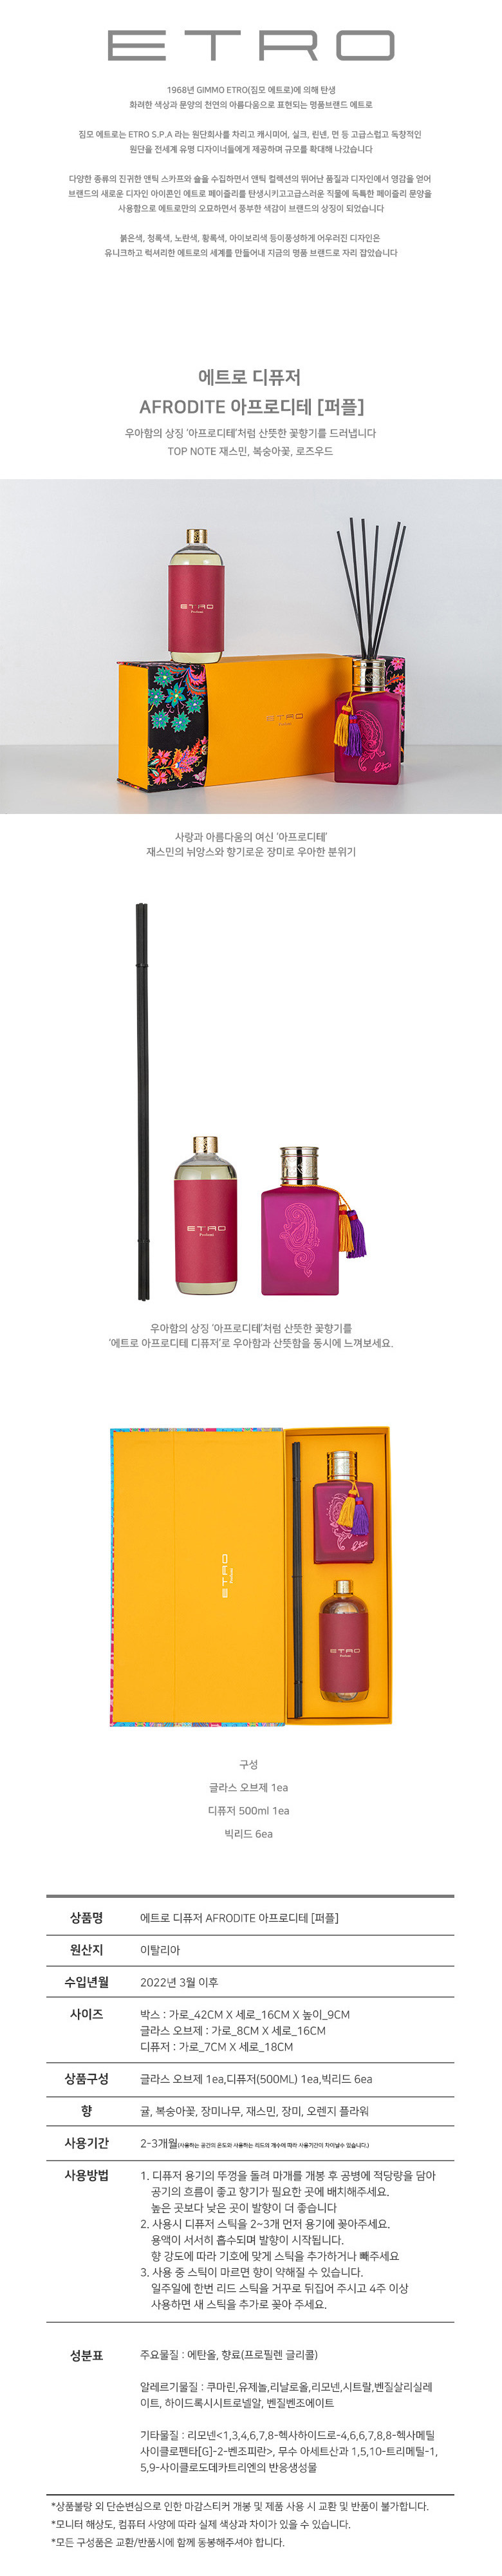 ETRO
1968년 GIMMO ETRO(짐모 에트로)에 의해 탄생
화려한 색상과 문양의 천연의 아름다움으로 표현되는 명품브랜드 에트로
짐모 에트로는 ETRO S.P.A 라는 원단회사를 차리고 캐시미어, 실크, 린넨, 면 등 고급스럽고 독창적인
원단을 전세계 유명 디자이너들에게 제공하며 규모를 확대해 나갔습니다
다양한 종류의 진귀한 앤틱 스카프와 숄을 수집하면서 앤틱 컬렉션의 뛰어난 품질과 디자인에서 영감을 얻어
브랜드의 새로운 디자인 아이콘인 에트로 페이즐리를 탄생시키고고급스러운 직물에 독특한 페이즐리 문양을
사용함으로 에트로만의 오묘하면서 풍부한 색감이 브랜드의 상징이 되었습니다
붉은색, 청록색, 노란색, 황록색, 아이보리색 등이풍성하게 어우러진 디자인은
유니크하고 럭셔리한 에트로의 세계를 만들어내 지금의 명품 브랜드로 자리 잡았습니다
에트로 디퓨저
AFRODITE 아프로디테 [퍼플]
우아함의 상징 '아프로디테'처럼 산뜻한 꽃향기를 드러냅니다
TOP NOTE 재스민, 복숭아꽃, 로즈우드
ETRO
Profumi
ETRO
Profumi
Etro
사랑과 아름다움의 여신 '아프로디테'
재스민의 뉘앙스와 향기로운 장미로 우아한 분위기
ETRO
Profumi
우아함의 상징 '아프로디테'처럼 산뜻한 꽃향기를
'에트로 아프로디테 디퓨저'로 우아함과 산뜻함을 동시에 느껴보세요.
ETRO
Profumi
Etro
ETRO
Profumi
구성
글라스 오브제 1ea
디퓨저 500ml 1ea
빅리드 6ea
상품명 에트로 디퓨저 AFRODITE 아프로디테 [퍼플]
원산지 이탈리아
수입년월 2022년 3월 이후
사이즈 박스 : 가로_42CM X 세로_16CM X 높이_9CM
글라스 오브제 : 가로_8CM X 세로_16CM
디퓨저 : 가로_7CM X 세로_18CM
상품구성 글라스 오브제 1ea,디퓨저(500ML) 1ea,빅리드 6ea
향 귤, 복숭아꽃, 장미나무, 재스민, 장미, 오렌지 플라워
사용기간 2-3개월(사용하는 공간의 온도와 사용하는 리드의 개수에 따라 사용기간이 차이날수 있습니다.)
사용방법 1. 디퓨저 용기의 뚜껑을 돌려 마개를 개봉 후 공병에 적당량을 담아
공기의 흐름이 좋고 향기가 필요한 곳에 배치해주세요.
높은 곳보다 낮은 곳이 발향이 더 좋습니다
2. 사용시 디퓨저 스틱을 2~3개 먼저 용기에 꽂아주세요.
용액이 서서히 흡수되며 발향이 시작됩니다.
향 강도에 따라 기호에 맞게 스틱을 추가하거나 빼주세요
3. 사용 중 스틱이 마르면 향이 약해질 수 있습니다.
일주일에 한번 리드 스틱을 거꾸로 뒤집어 주시고 4주 이상
사용하면 새 스틱을 추가로 꽂아 주세요.
성분표 주요물질 : 에탄올, 향료(프로필렌 글리콜)
알레르기물질 : 쿠마린,유제놀,리날로올,리모넨,시트랄,벤질살리실레
이트, 하이드록시시트로넬알, 벤질벤조에이트
기타물질 : 리모넨<1,3,4,6,7,8-헥사하이드로-4,6,6,7,8,8-헥사메틸
사이클로펜타[G]-2-벤조피란>, 무수 아세트산과 1,5,10-트리메틸-1,
5,9-사이클로도데카트리엔의 반응생성물
*상품불량 외 단순변심으로 인한 마감스티커 개봉 및 제품 사용 시 교환 및 반품이 불가합니다.
*모니터 해상도, 컴퓨터 사양에 따라 실제 색상과 차이가 있을 수 있습니다.
*모든 구성품은 교환/반품시에 함께 동봉해주셔야 합니다.